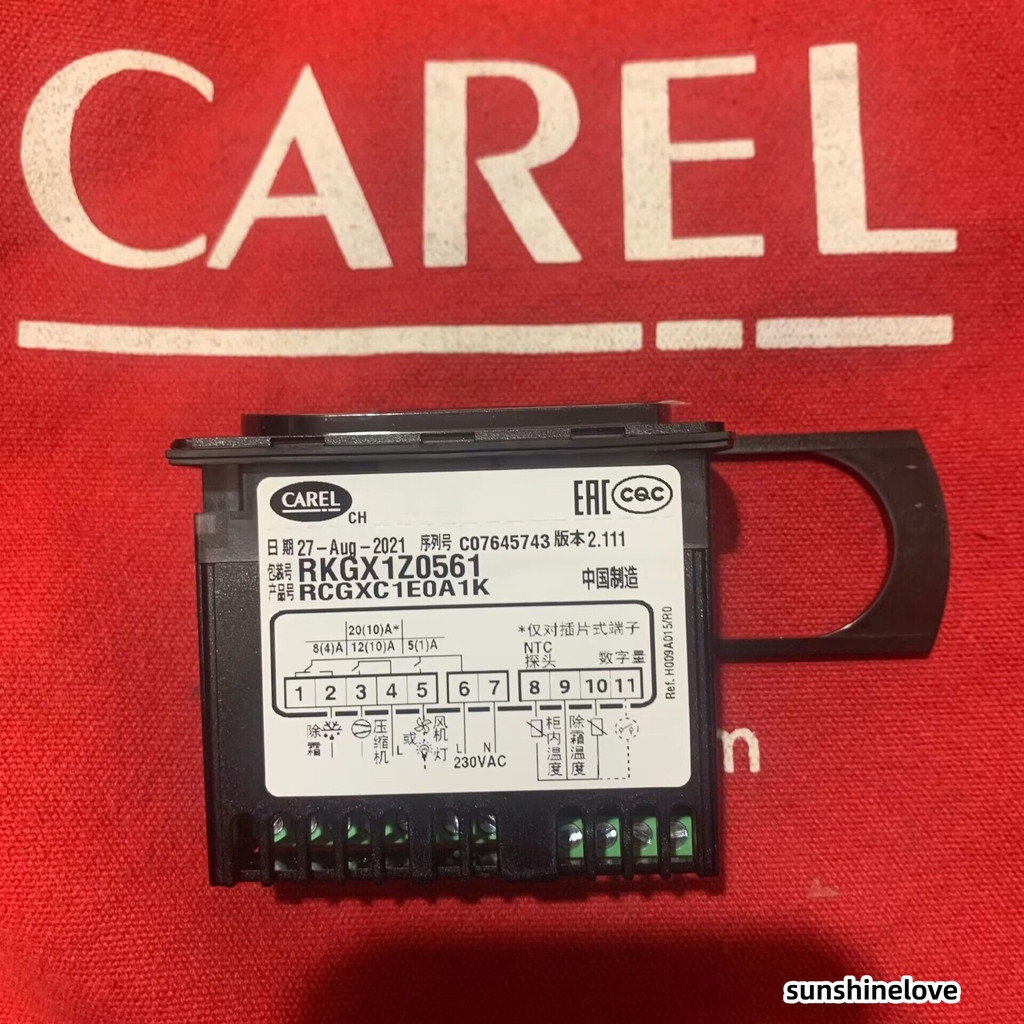 CAREL
CAREL
CH
EAC
CQC
日期 27-Aug-2021 序列号 C07645743 版本2.111
包装号 RKGX1Z0561
产品号 RCGXC1E0A1K
中国制造
20(10)A*
8(4)A 12(10)A 5(1)A
*仅对插片式端子
NTC
探头
数字量
1 2 3 4 5 6 7 8 9 10 11
除霜
压缩机
L
或
风机
灯
L N
230VAC
柜内温度
除霜温度
Ref. H009A015/R0
m
sunshinelove